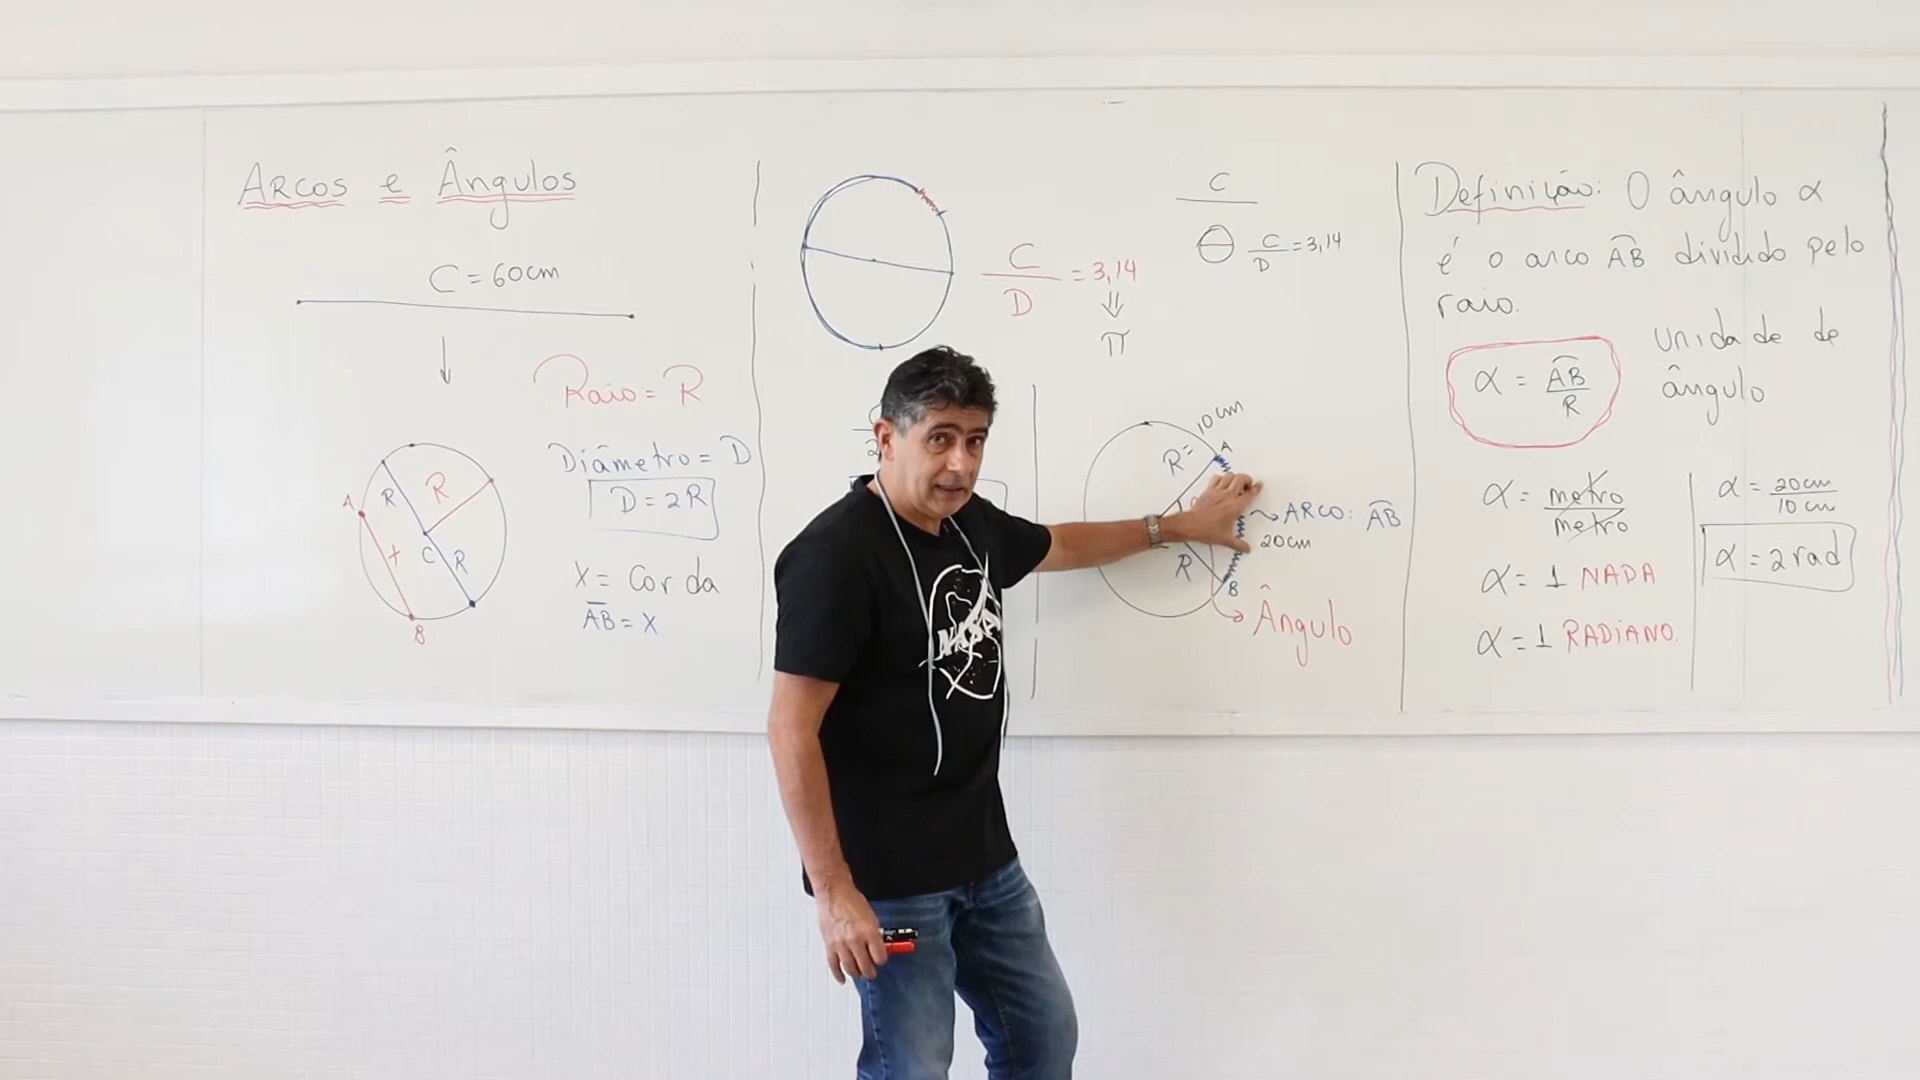 Arcos e Ângulos
C = 60cm
Raio = R
Diâmetro = D
D = 2R
X = Corda
AB = X
A
R
R
X
C
R
B
C
D
= 3,14
⇓
π
C
C
D
= 3,14
2
R = 10cm
A
R
B
ARCO: AB
20cm
Ângulo
NASA
Definição: O ângulo α
é o arco AB dividido pelo
raio.
α = AB
R
Unidade de
ângulo
α = metro
metro
α = 1 NADA
α = 1 RADIANO.
α = 20cm
10cm
α = 2 rad